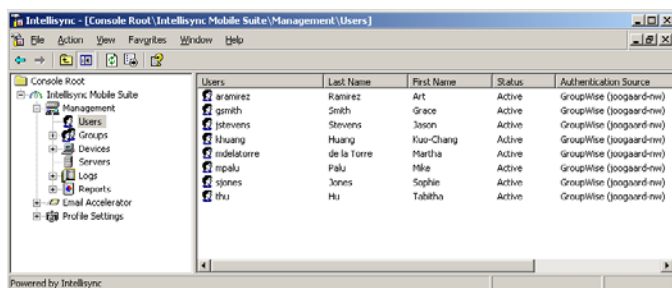 Intellisync - [Console Root\Intellisync Mobile Suite\Management\Users]
File Action View Favorites Window Help
Console Root
Intellisync Mobile Suite
Management
Users
Groups
Devices
Servers
Logs
Reports
Email Accelerator
Profile Settings
Users Last Name First Name Status Authentication Source
aramirez Ramirez Art Active GroupWise (joogaard-nw)
gsmith Smith Grace Active GroupWise (joogaard-nw)
jstevens Stevens Jason Active GroupWise (joogaard-nw)
khuang Huang Kuo-Chang Active GroupWise (joogaard-nw)
mdelatorre de la Torre Martha Active GroupWise (joogaard-nw)
mpalu Palu Mike Active GroupWise (joogaard-nw)
sjones Jones Sophie Active GroupWise (joogaard-nw)
thu Hu Tabitha Active GroupWise (joogaard-nw)
Powered by Intellisync